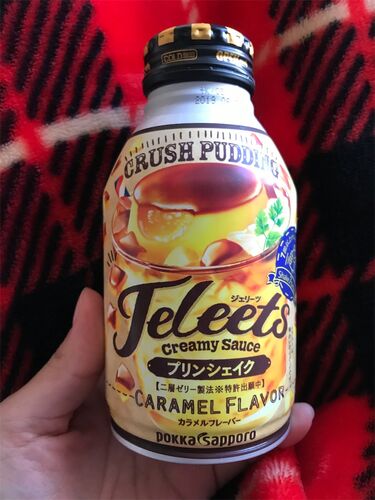 COLD
2019.
CRUSH PUDDING
ジェリーツ
Jeleets
Creamy Sauce
プリンシェイク
【二層ゼリー製法※特許出願中】
CARAMEL FLAVOR
カラメルフレーバー
pokka sapporo